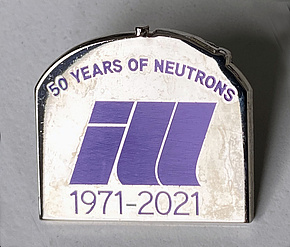 50 YEARS OF NEUTRONS
ill
1971-2021